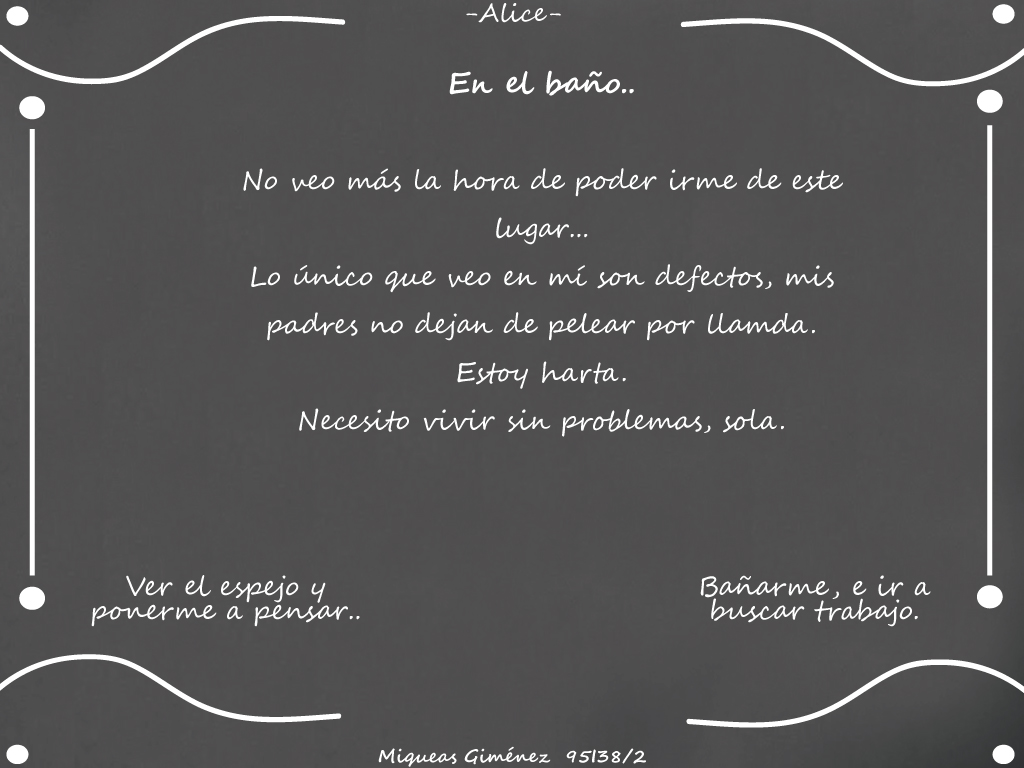 -Alice-
En el baño..
No veo más la hora de poder irme de este
lugar...
Lo único que veo en mí son defectos, mis
padres no dejan de pelear por llamda.
Estoy harta.
Necesito vivir sin problemas, sola.
Ver el espejo y
ponerme a pensar..
Bañarme, e ir a
buscar trabajo.
Miqueas Giménez 95138/2